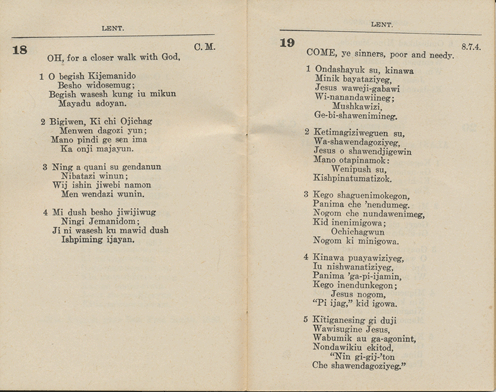 LENT.
18
C. M.
OH, for a closer walk with God,
1 O begish Kijemanido
Besho widosemug;
Begish wasesh kung iu mikun
Mayadu adoyan.
2 Bigiwen, Ki chi Ojichag
Menwen dagozi yun;
Mano pindi ge sen ima
Ka onji majayun.
3 Ning a quani su gendanun
Nibatazi winun;
Wij ishin jiwebi namon
Men wendazi wunin.
4 Mi dush besho jiwijiwug
Ningi Jemanidom;
Ji ni wasesh ku mawid dush
Ishpiming ijayan.
LENT.
19
8.7.4.
COME, ye sinners, poor and needy.
1 Ondashayuk su, kinawa
Minik bayataziyeg,
Jesus waweji-gabawi
Wi-nanandawiineg;
Mushkawizi,
Ge-bi-shawenimineg.
2 Ketimagiziweguen su,
Wa-shawendagoziyeg,
Jesus o shawendjigewin
Mano otapinamok:
Wenipush su,
Kishpinatumatizok.
3 Kego shaguenimokegon,
Panima che 'nendumeg.
Nogom che nundawenimeg,
Kid inenimigowa;
Ochichagwun
Nogom ki minigowa.
4 Kinawa puayawiziyeg,
Iu nishwanatiziyeg,
Panima 'ga-pi-ijamin,
Kego inendunkegon;
Jesus nogom,
"Pi ijag," kid igowa.
5 Kitiganesing gi duji
Wawisugine Jesus,
Wabumik au ga-agonint,
Nondawikiu ekitod,
"Nin gi-gij-'ton
Che shawendagoziyeg."